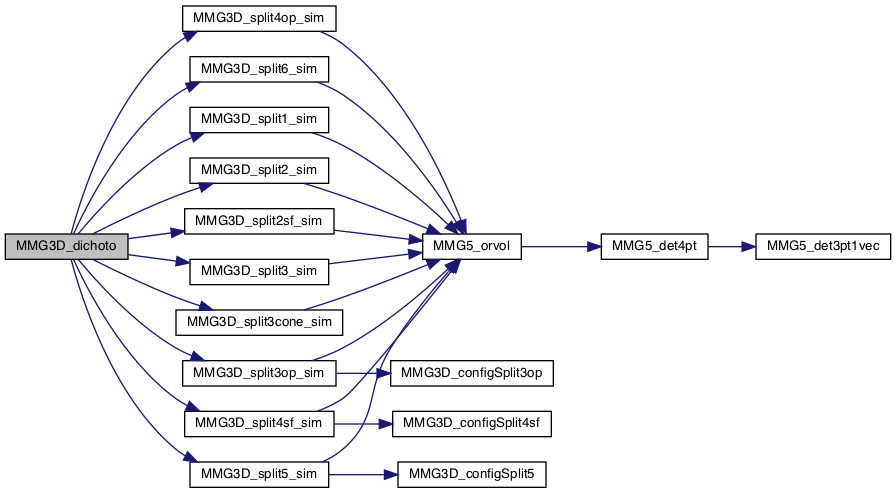 MMG3D_split4op_sim
MMG3D_split6_sim
MMG3D_split1_sim
MMG3D_split2_sim
MMG3D_split2sf_sim
MMG3D_dichoto
MMG5_orvol
MMG5_det4pt
MMG5_det3pt1vec
MMG3D_split3_sim
MMG3D_split3cone_sim
MMG3D_split3op_sim
MMG3D_configSplit3op
MMG3D_split4sf_sim
MMG3D_configSplit4sf
MMG3D_split5_sim
MMG3D_configSplit5